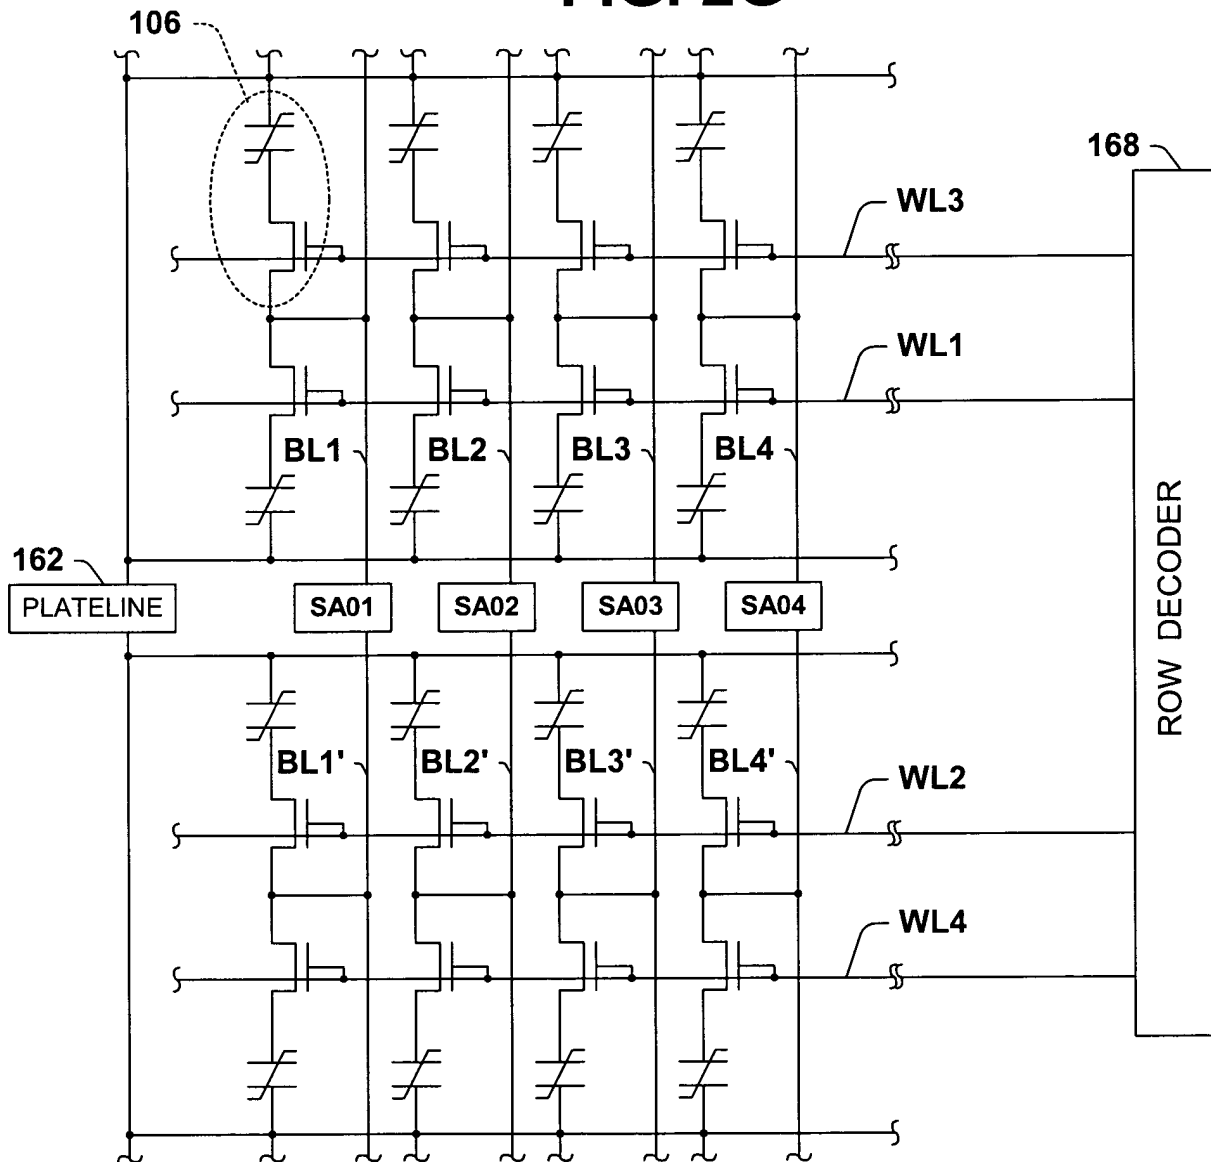 106
168
WL3
WL1
BL1 BL2 BL3 BL4
162
PLATELINE SA01 SA02 SA03 SA04
ROW DECODER
BL1' BL2' BL3' BL4'
WL2
WL4